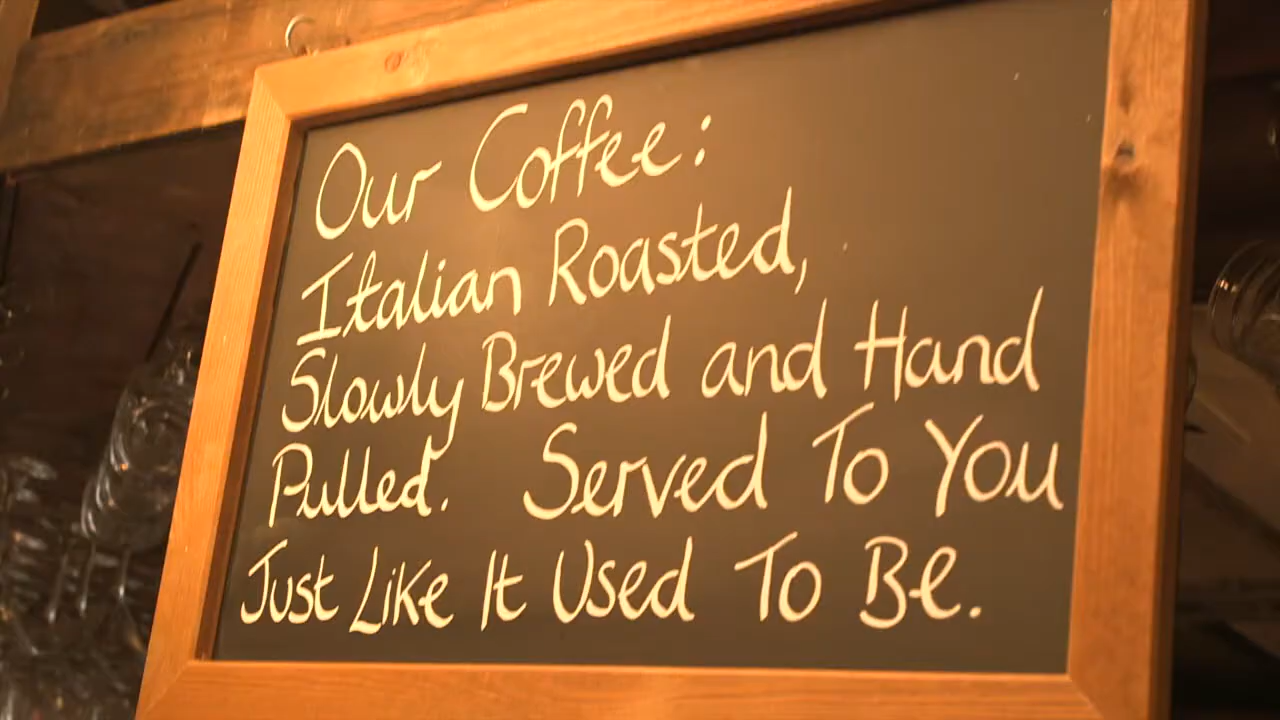 Our Coffee:
Italian Roasted,
Slowly Brewed and Hand
Pulled. Served To You
Just Like It Used To Be.